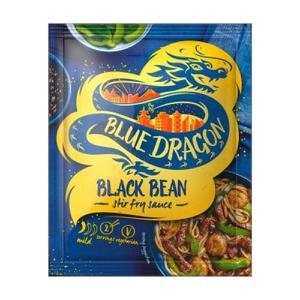 BLUE DRAGON
BLACK BEAN
stir fry sauce
mild
2
servings
V
vegetarian